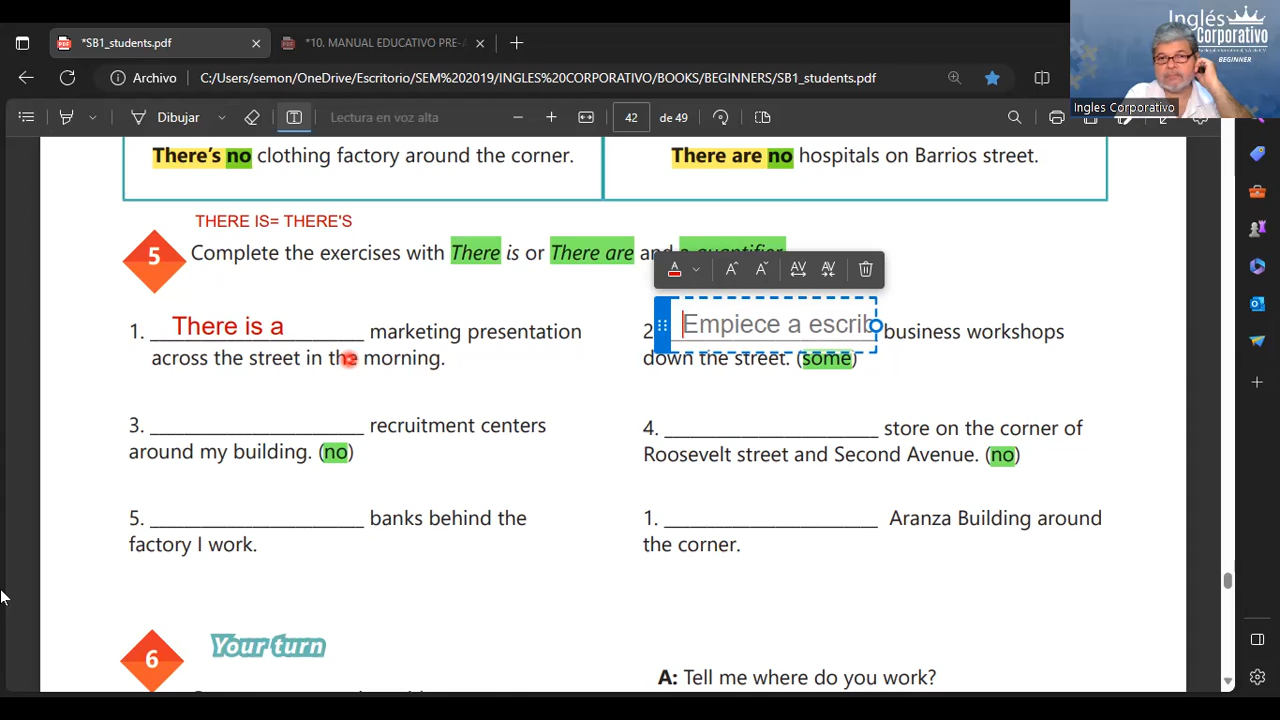 *SB1_students.pdf
*10. MANUAL EDUCATIVO PRE-A
Inglés
Corporativo
BEGINNER
Ingles Corporativo
Archivo
C:/Users/semon/OneDrive/Escritorio/SEM%202019/INGLES%20CORPORATIVO/BOOKS/BEGINNERS/SB1_students.pdf
Dibujar
Lectura en voz alta
42 de 49
There's no clothing factory around the corner.
There are no hospitals on Barrios street.
THERE IS= THERE'S
5 Complete the exercises with There is or There are and a quantifier
1. There is a marketing presentation
across the street in the morning.
2 Empiece a escrib business workshops
down the street. (some)
3. ______________________ recruitment centers
around my building. (no)
4. ______________________ store on the corner of
Roosevelt street and Second Avenue. (no)
5. ______________________ banks behind the
factory I work.
1. ______________________ Aranza Building around
the corner.
6 Your turn
A: Tell me where do you work?